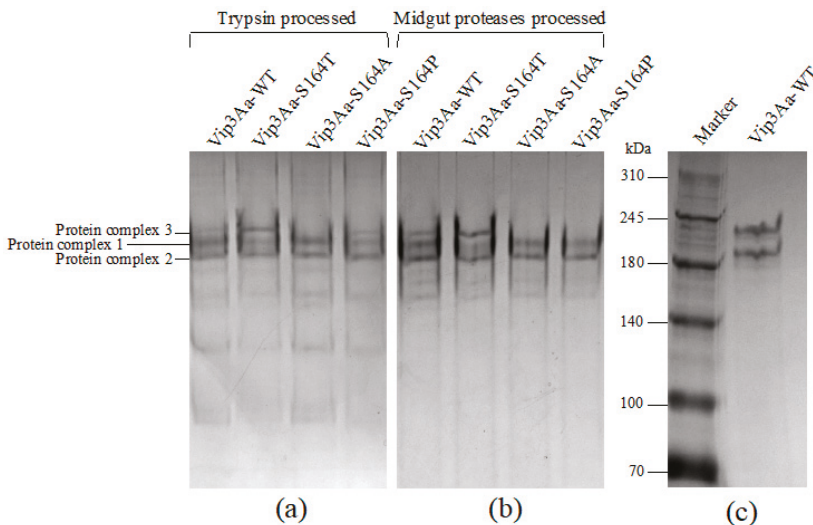 Trypsin processed
Midgut proteases processed
Vip3Aa-WT
Vip3Aa-S164T
Vip3Aa-S164A
Vip3Aa-S164P
Vip3Aa-WT
Vip3Aa-S164T
Vip3Aa-S164A
Vip3Aa-S164P
Marker
Vip3Aa-WT
kDa
310
245
180
140
100
70
Protein complex 3
Protein complex 1
Protein complex 2
(a)
(b)
(c)